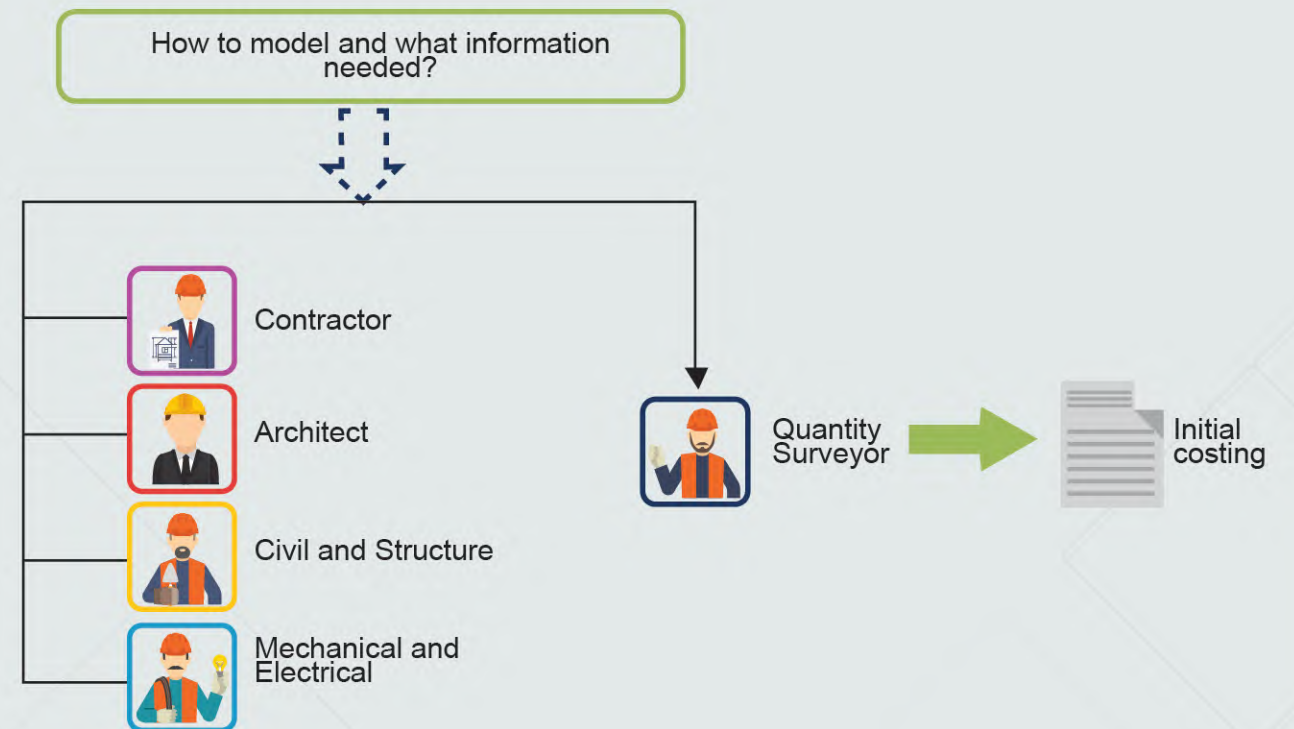 How to model and what information
needed?
Contractor
Architect
Civil and Structure
Mechanical and
Electrical
Quantity
Surveyor
Initial
costing